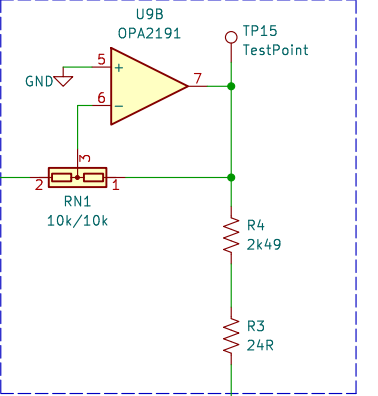 U9B
OPA2191
TP15
TestPoint
5
+
GND
7
6
−
3
2
1
RN1
10k/10k
R4
2k49
R3
24R